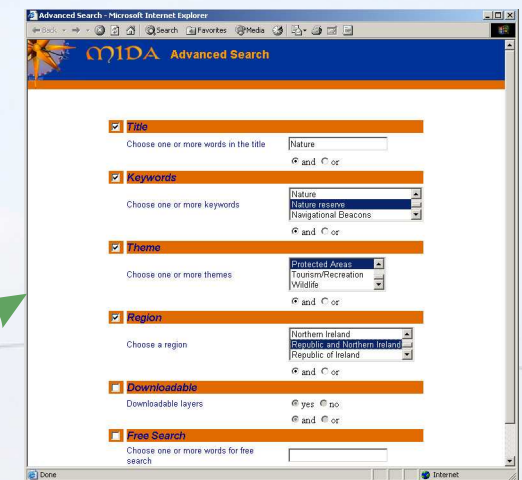 Advanced Search - Microsoft Internet Explorer
Back Search Favorites Media
MIDA Advanced Search
Title
Choose one or more words in the title Nature
and or
Keywords
Nature
Choose one or more keywords Nature reserve
Navigational Beacons
and or
Theme
Protected Areas
Choose one or more themes Tourism/Recreation
Wildlife
and or
Region
Northern Ireland
Choose a region Republic and Northern Ireland
Republic of Ireland
and or
Downloadable
Downloadable layers yes no
and or
Free Search
Choose one or more words for free
search
Done Internet